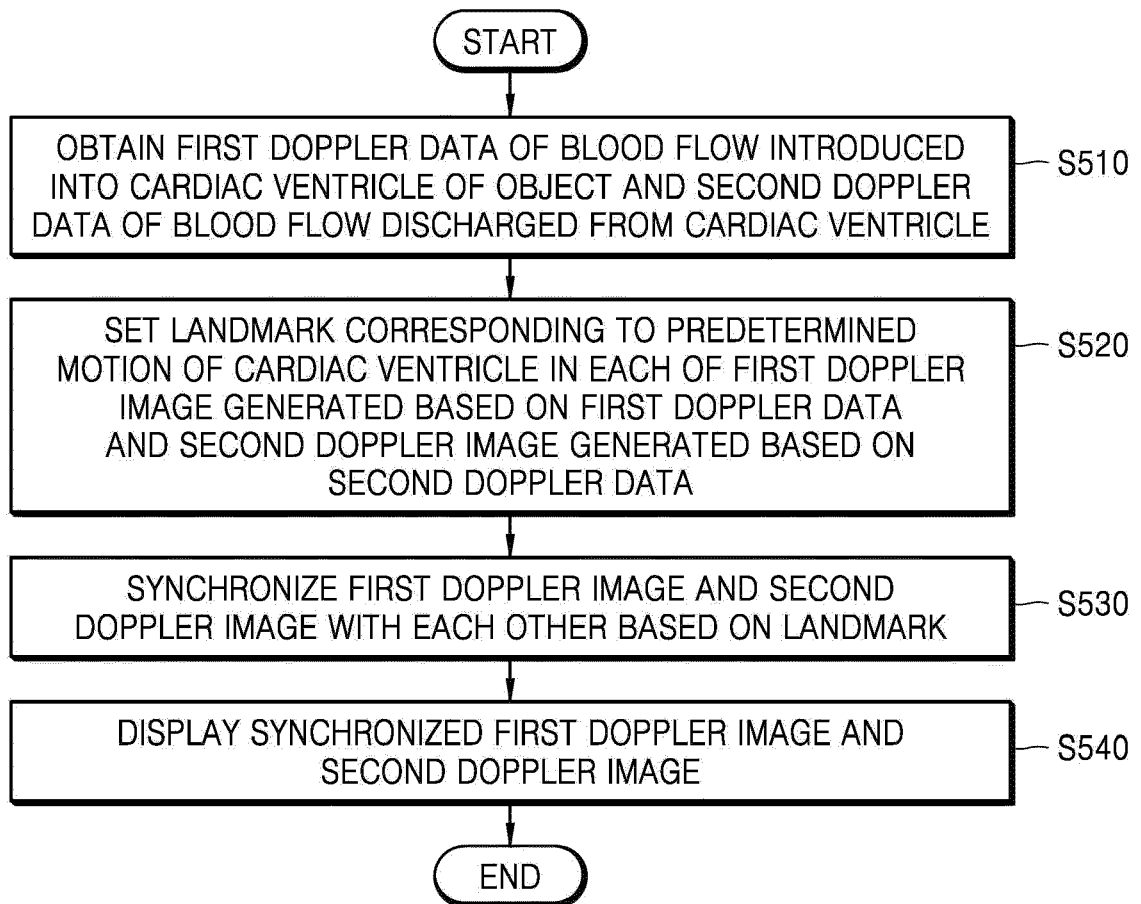 START
OBTAIN FIRST DOPPLER DATA OF BLOOD FLOW INTRODUCED
INTO CARDIAC VENTRICLE OF OBJECT AND SECOND DOPPLER
DATA OF BLOOD FLOW DISCHARGED FROM CARDIAC VENTRICLE
S510
SET LANDMARK CORRESPONDING TO PREDETERMINED
MOTION OF CARDIAC VENTRICLE IN EACH OF FIRST DOPPLER
IMAGE GENERATED BASED ON FIRST DOPPLER DATA
AND SECOND DOPPLER IMAGE GENERATED BASED ON
SECOND DOPPLER DATA
S520
SYNCHRONIZE FIRST DOPPLER IMAGE AND SECOND
DOPPLER IMAGE WITH EACH OTHER BASED ON LANDMARK
S530
DISPLAY SYNCHRONIZED FIRST DOPPLER IMAGE AND
SECOND DOPPLER IMAGE
S540
END